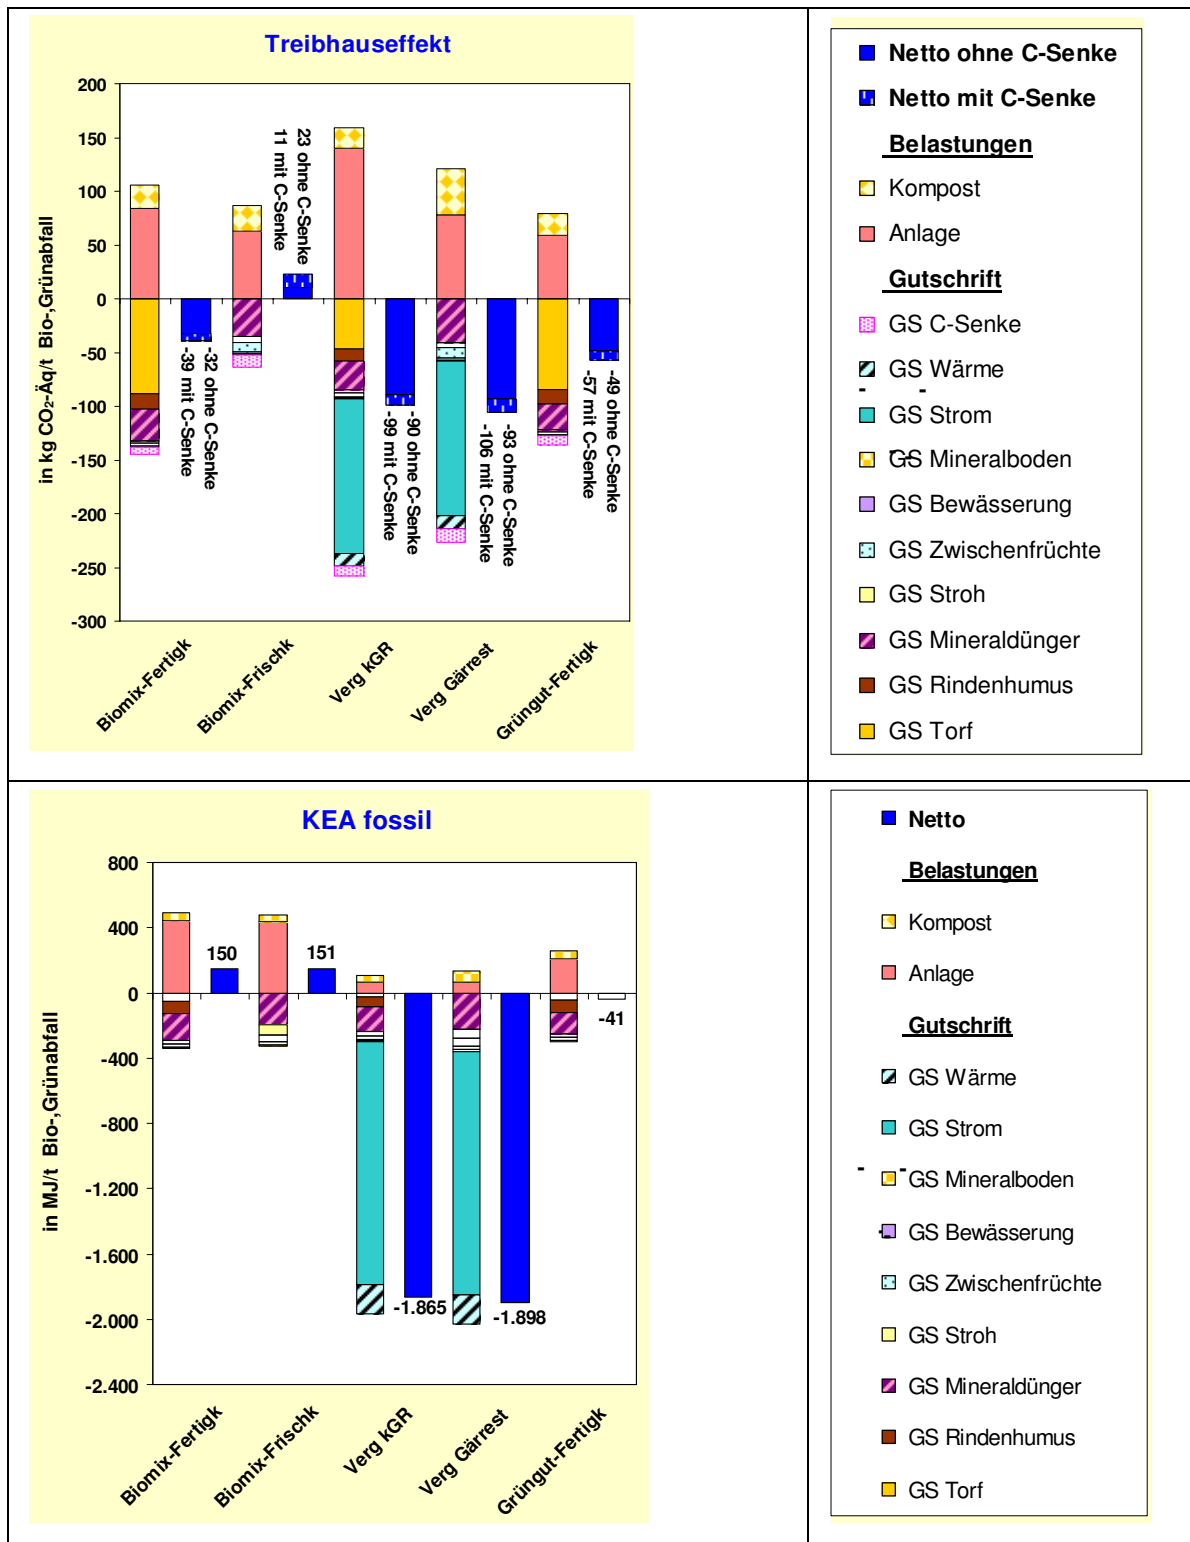 Treibhauseffekt
in kg CO₂-Äq/t Bio-,Grünabfall
200
150
100
50
0
-50
-100
-150
-200
-250
-300
-32 ohne C-Senke
-39 mit C-Senke
23 ohne C-Senke
11 mit C-Senke
-90 ohne C-Senke
-99 mit C-Senke
-93 ohne C-Senke
-106 mit C-Senke
-49 ohne C-Senke
-57 mit C-Senke
Biomix-Fertigk
Biomix-Frischk
Verg kGR
Verg Gärrest
Grüngut-Fertigk
Netto ohne C-Senke
Netto mit C-Senke
Belastungen
Kompost
Anlage
Gutschrift
GS C-Senke
GS Wärme
GS Strom
GS Mineralboden
GS Bewässerung
GS Zwischenfrüchte
GS Stroh
GS Mineraldünger
GS Rindenhumus
GS Torf
KEA fossil
in MJ/t Bio-,Grünabfall
800
400
0
-400
-800
-1.200
-1.600
-2.000
-2.400
150
151
-1.865
-1.898
-41
Biomix-Fertigk
Biomix-Frischk
Verg kGR
Verg Gärrest
Grüngut-Fertigk
Netto
Belastungen
Kompost
Anlage
Gutschrift
GS Wärme
GS Strom
GS Mineralboden
GS Bewässerung
GS Zwischenfrüchte
GS Stroh
GS Mineraldünger
GS Rindenhumus
GS Torf